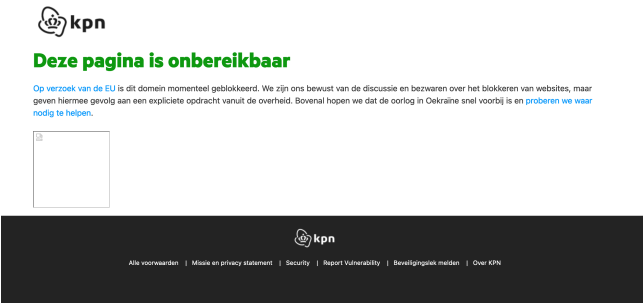 kpn
Deze pagina is onbereikbaar
Op verzoek van de EU is dit domein momenteel geblokkeerd. We zijn ons bewust van de discussie en bezwaren over het blokkeren van websites, maar
geven hiermee gevolg aan een expliciete opdracht vanuit de overheid. Bovenal hopen we dat de oorlog in Oekraïne snel voorbij is en proberen we waar
nodig te helpen.
kpn
Alle voorwaarden | Missie en privacy statement | Security | Report Vulnerability | Beveiligingslek melden | Over KPN